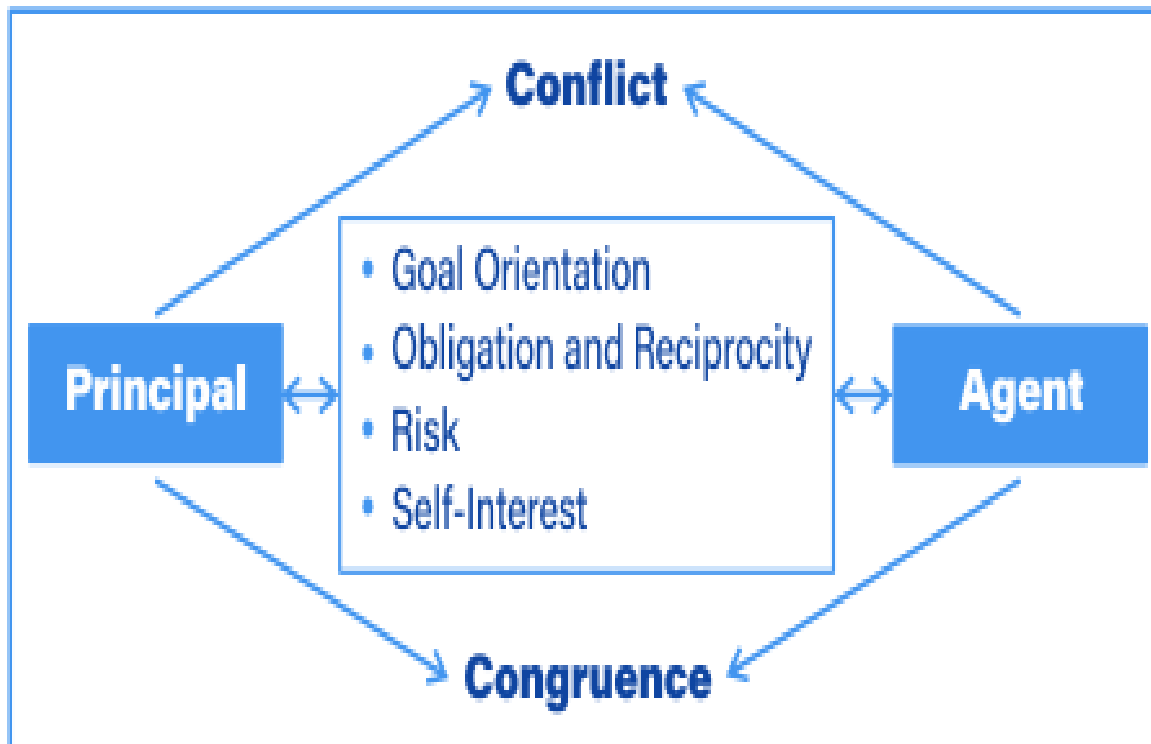 Conflict
• Goal Orientation
• Obligation and Reciprocity
• Risk
• Self-Interest
Principal
Agent
Congruence